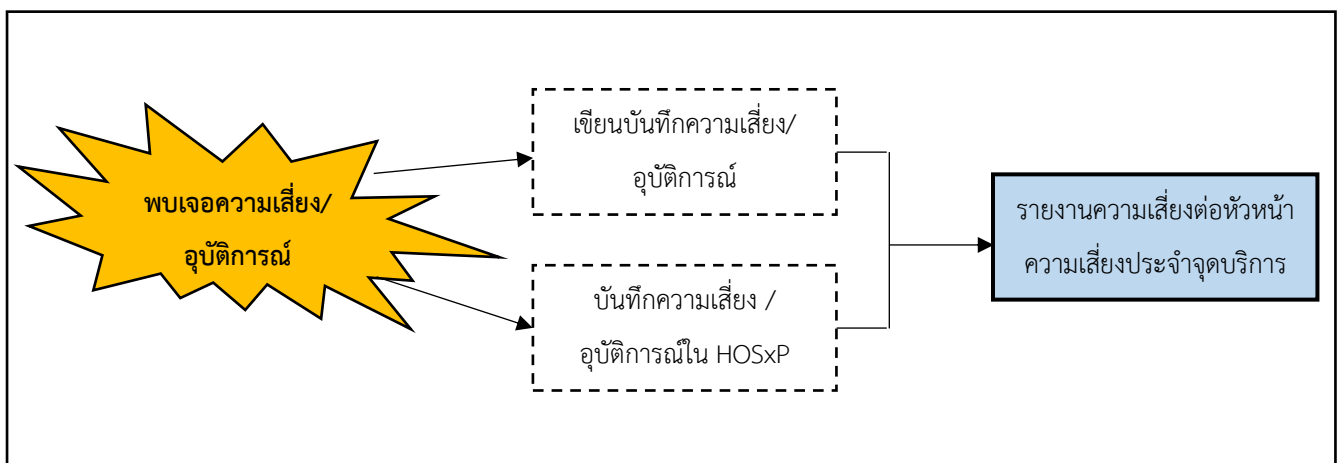 พบเจอความเสี่ยง/
อุบัติการณ์
เขียนบันทึกความเสี่ยง/
อุบัติการณ์
บันทึกความเสี่ยง /
อุบัติการณ์ใน HOSxP
รายงานความเสี่ยงต่อหัวหน้า
ความเสี่ยงประจำจุดบริการ